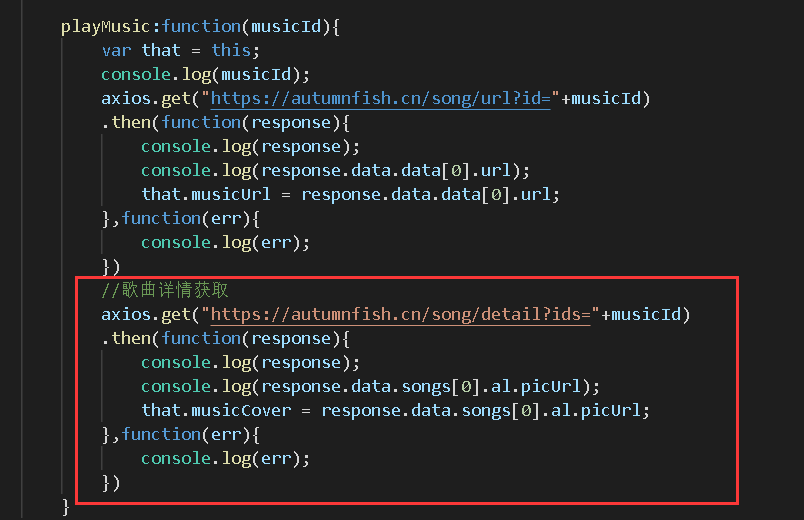 playMusic:function(musicId){
var that = this;
console.log(musicId);
axios.get("https://autumnfish.cn/song/url?id="+musicId)
.then(function(response){
console.log(response);
console.log(response.data.data[0].url);
that.musicUrl = response.data.data[0].url;
},function(err){
console.log(err);
})
//歌曲详情获取
axios.get("https://autumnfish.cn/song/detail?ids="+musicId)
.then(function(response){
console.log(response);
console.log(response.data.songs[0].al.picUrl);
that.musicCover = response.data.songs[0].al.picUrl;
},function(err){
console.log(err);
})
}